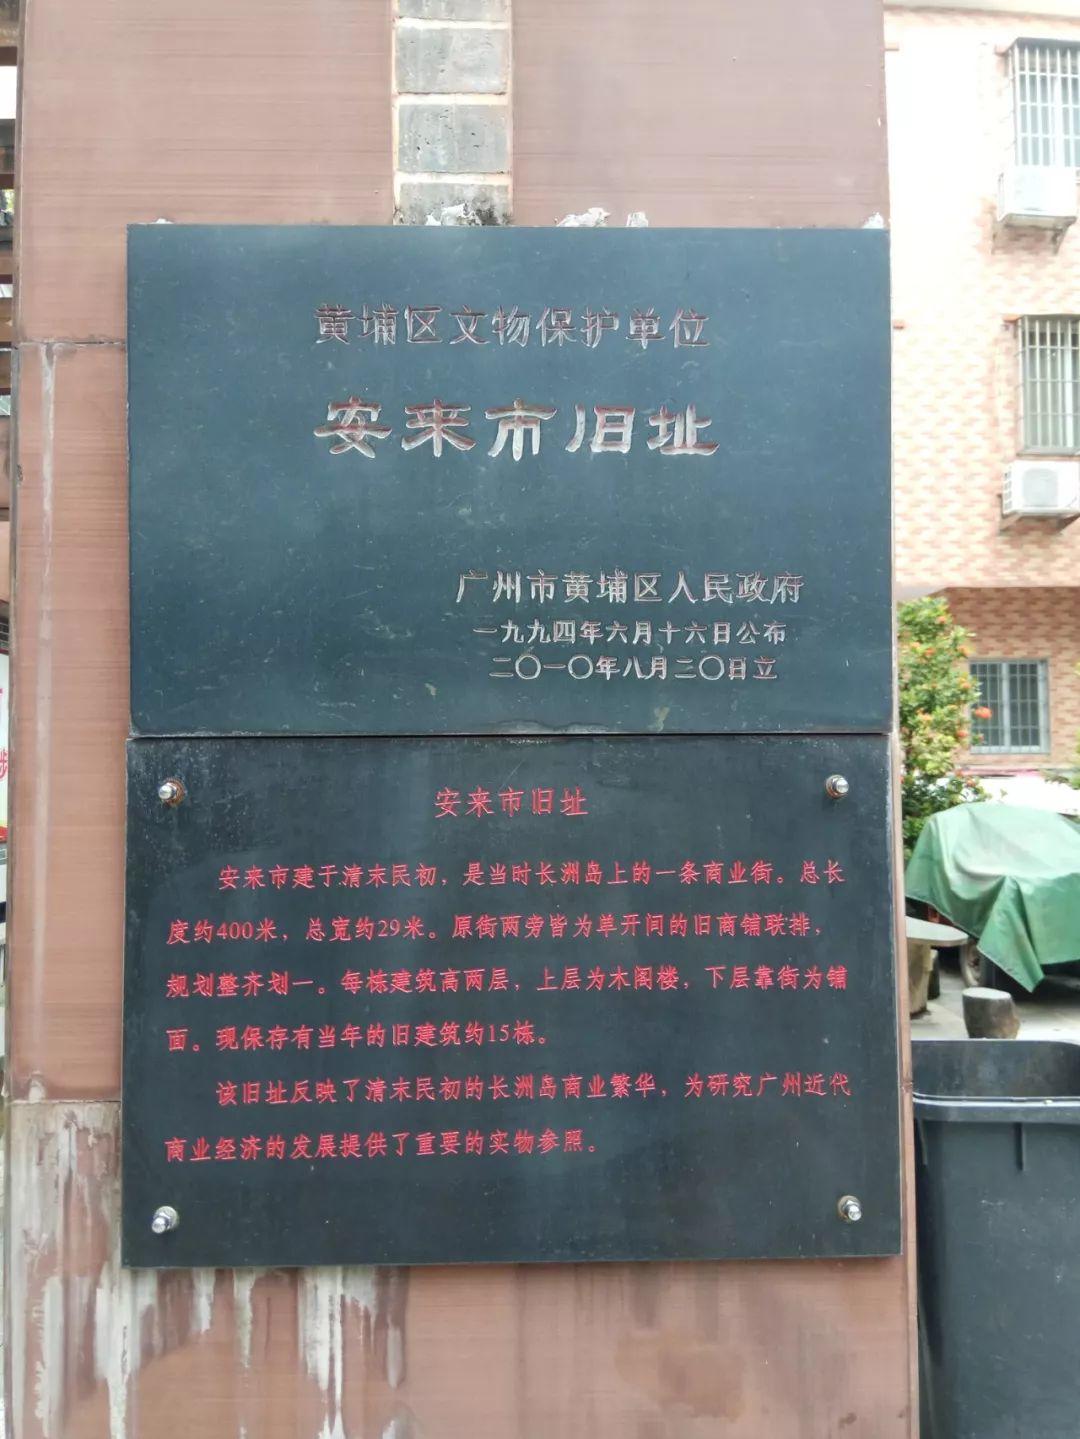 黄埔区文物保护单位
安来市旧址
广州市黄埔区人民政府
一九九四年六月十六日公布
二〇一〇年八月二〇日立
安来市旧址
安来市建于清末民初，是当时长洲岛上的一条商业街。总长
度约400米，总宽约29米。原街两旁皆为单开间的旧商铺联排，
规划整齐划一。每栋建筑高两层，上层为木阁楼，下层靠街为铺
面。现保存有当年的旧建筑约15栋。
该旧址反映了清末民初的长洲岛商业繁华，为研究广州近代
商业经济的发展提供了重要的实物参照。